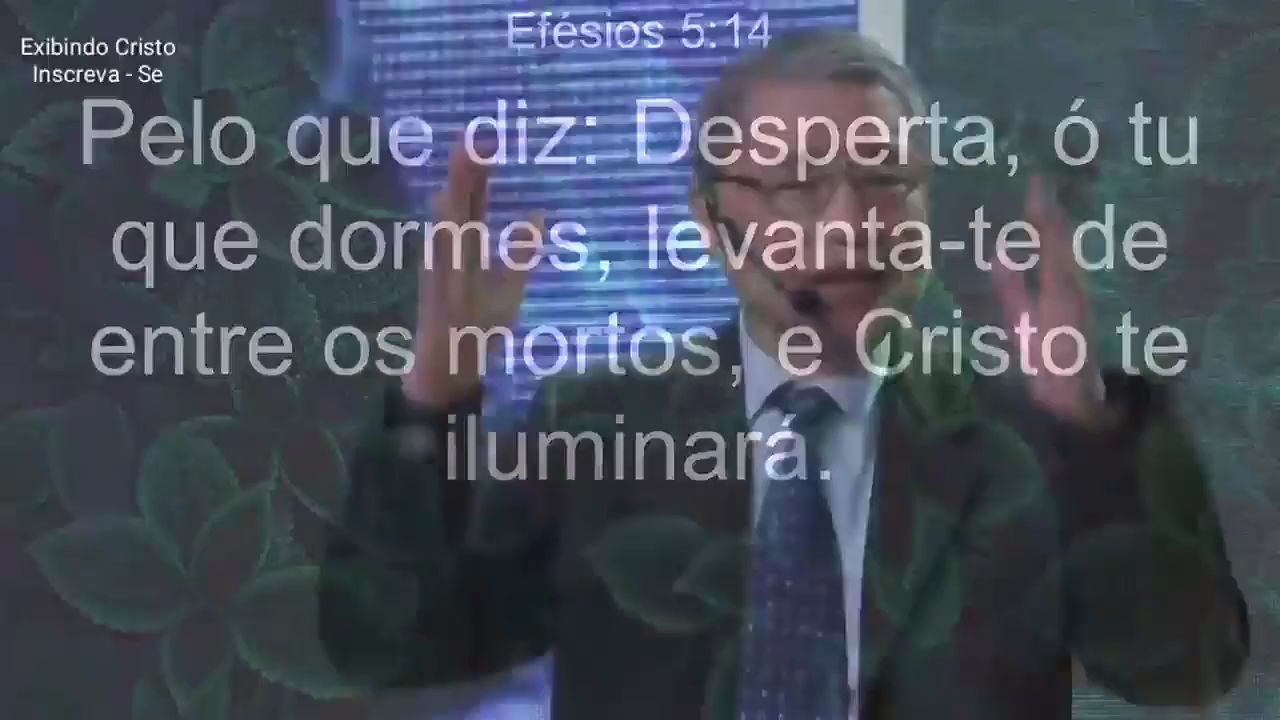 Efésios 5:14
Exibindo Cristo
Inscreva - Se
Pelo que diz: Desperta, ó tu
que dormes, levanta-te de
entre os mortos, e Cristo te
iluminará.